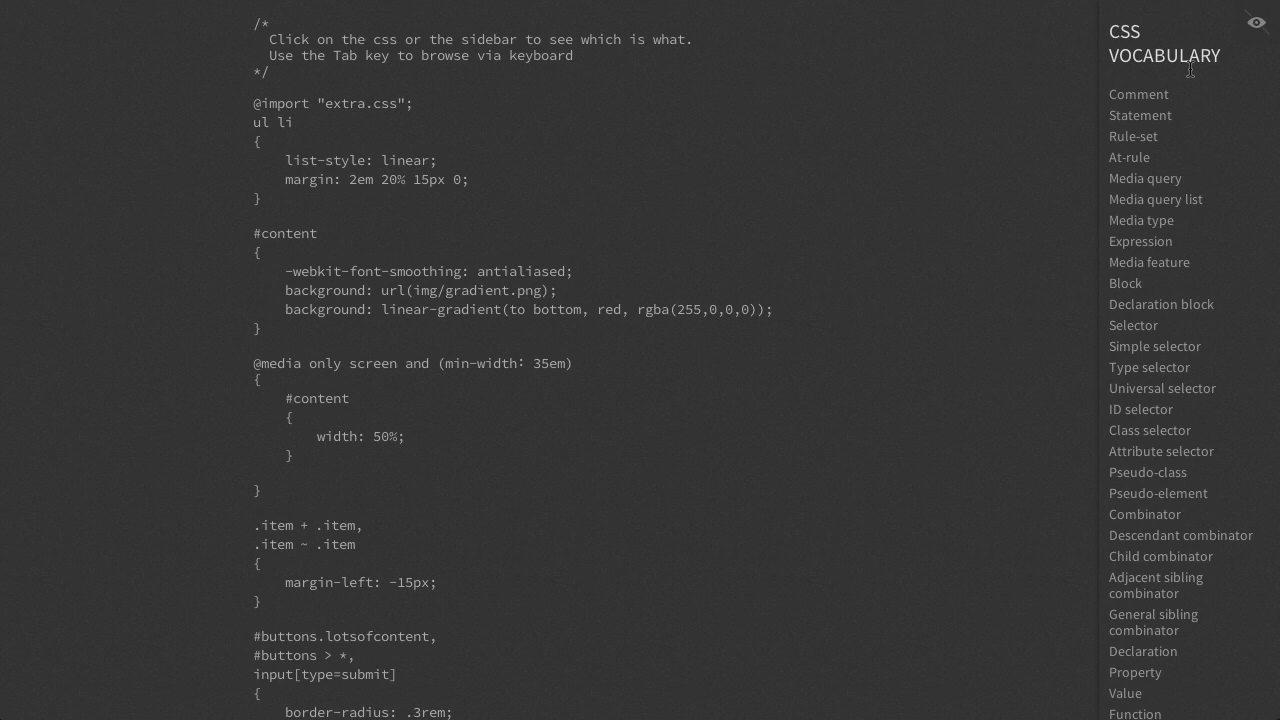 /*
  Click on the css or the sidebar to see which is what.
  Use the Tab key to browse via keyboard
*/
@import "extra.css";
ul li
{
    list-style: linear;
    margin: 2em 20% 15px 0;
}
#content
{
    -webkit-font-smoothing: antialiased;
    background: url(img/gradient.png);
    background: linear-gradient(to bottom, red, rgba(255,0,0,0));
}
@media only screen and (min-width: 35em)
{
    #content
    {
        width: 50%;
    }
}
.item + .item,
.item ~ .item
{
    margin-left: -15px;
}
#buttons.lotsofcontent,
#buttons > *,
input[type=submit]
{
    border-radius: .3rem;
CSS
VOCABULARY
Comment
Statement
Rule-set
At-rule
Media query
Media query list
Media type
Expression
Media feature
Block
Declaration block
Selector
Simple selector
Type selector
Universal selector
ID selector
Class selector
Attribute selector
Pseudo-class
Pseudo-element
Combinator
Descendant combinator
Child combinator
Adjacent sibling
combinator
General sibling
combinator
Declaration
Property
Value
Function